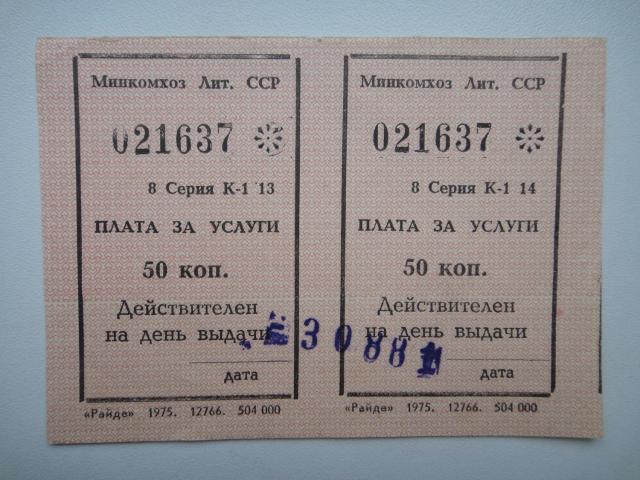 Минкомхоз Лит. ССР
021637
8 Серия К-1 13
ПЛАТА ЗА УСЛУГИ
50 коп.
Действителен
на день выдачи
дата
«Райде» 1975. 12766. 504 000
Минкомхоз Лит. ССР
021637
8 Серия К-1 14
ПЛАТА ЗА УСЛУГИ
50 коп.
Действителен
на день выдачи
дата
«Райде» 1975. 12766. 504 000